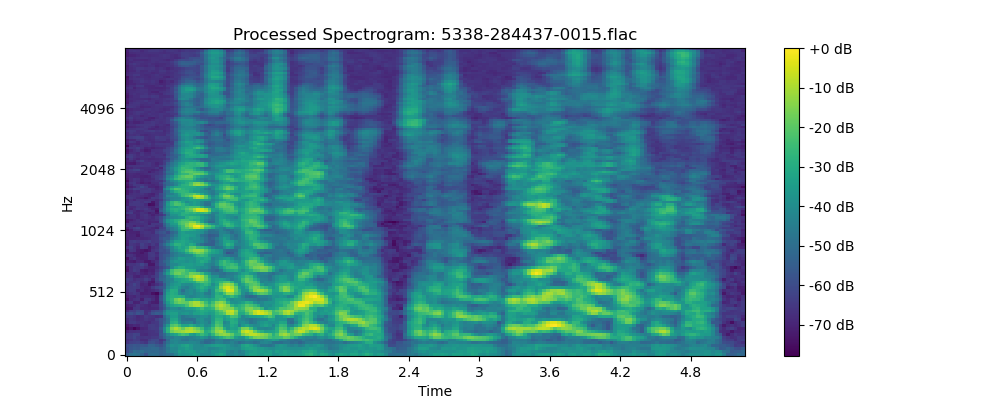 Processed Spectrogram: 5338-284437-0015.flac
Hz
4096
2048
1024
512
0
0 0.6 1.2 1.8 2.4 3 3.6 4.2 4.8
Time
+0 dB
-10 dB
-20 dB
-30 dB
-40 dB
-50 dB
-60 dB
-70 dB